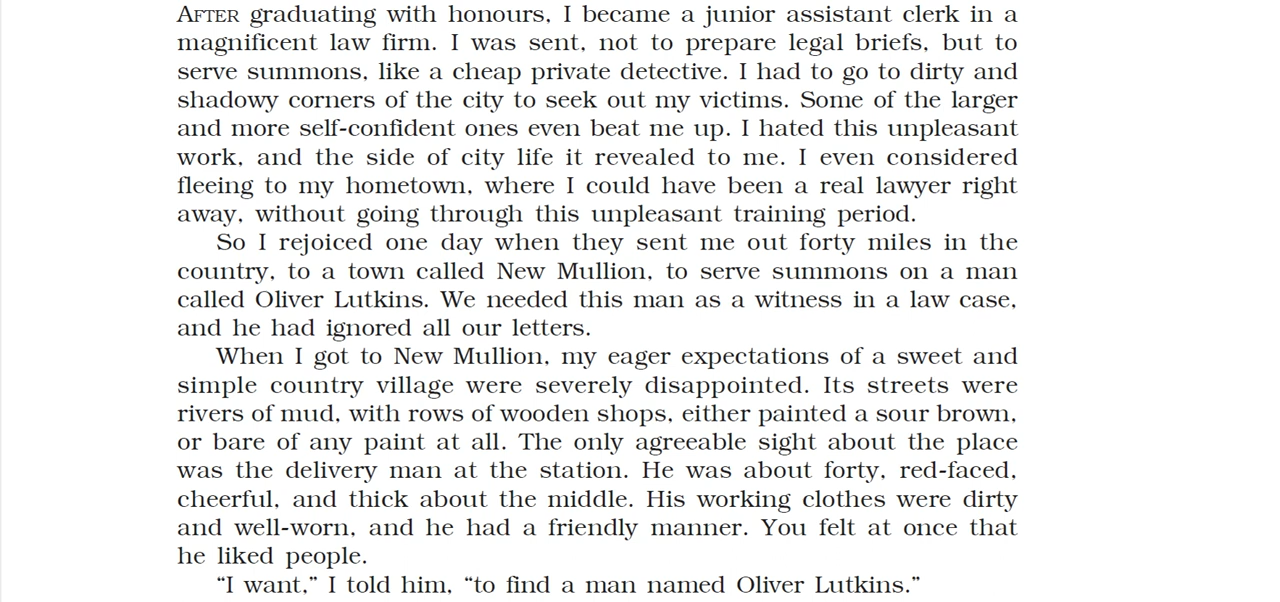 AFTER graduating with honours, I became a junior assistant clerk in a
magnificent law firm. I was sent, not to prepare legal briefs, but to
serve summons, like a cheap private detective. I had to go to dirty and
shadowy corners of the city to seek out my victims. Some of the larger
and more self-confident ones even beat me up. I hated this unpleasant
work, and the side of city life it revealed to me. I even considered
fleeing to my hometown, where I could have been a real lawyer right
away, without going through this unpleasant training period.
So I rejoiced one day when they sent me out forty miles in the
country, to a town called New Mullion, to serve summons on a man
called Oliver Lutkins. We needed this man as a witness in a law case,
and he had ignored all our letters.
When I got to New Mullion, my eager expectations of a sweet and
simple country village were severely disappointed. Its streets were
rivers of mud, with rows of wooden shops, either painted a sour brown,
or bare of any paint at all. The only agreeable sight about the place
was the delivery man at the station. He was about forty, red-faced,
cheerful, and thick about the middle. His working clothes were dirty
and well-worn, and he had a friendly manner. You felt at once that
he liked people.
“I want,” I told him, “to find a man named Oliver Lutkins.”